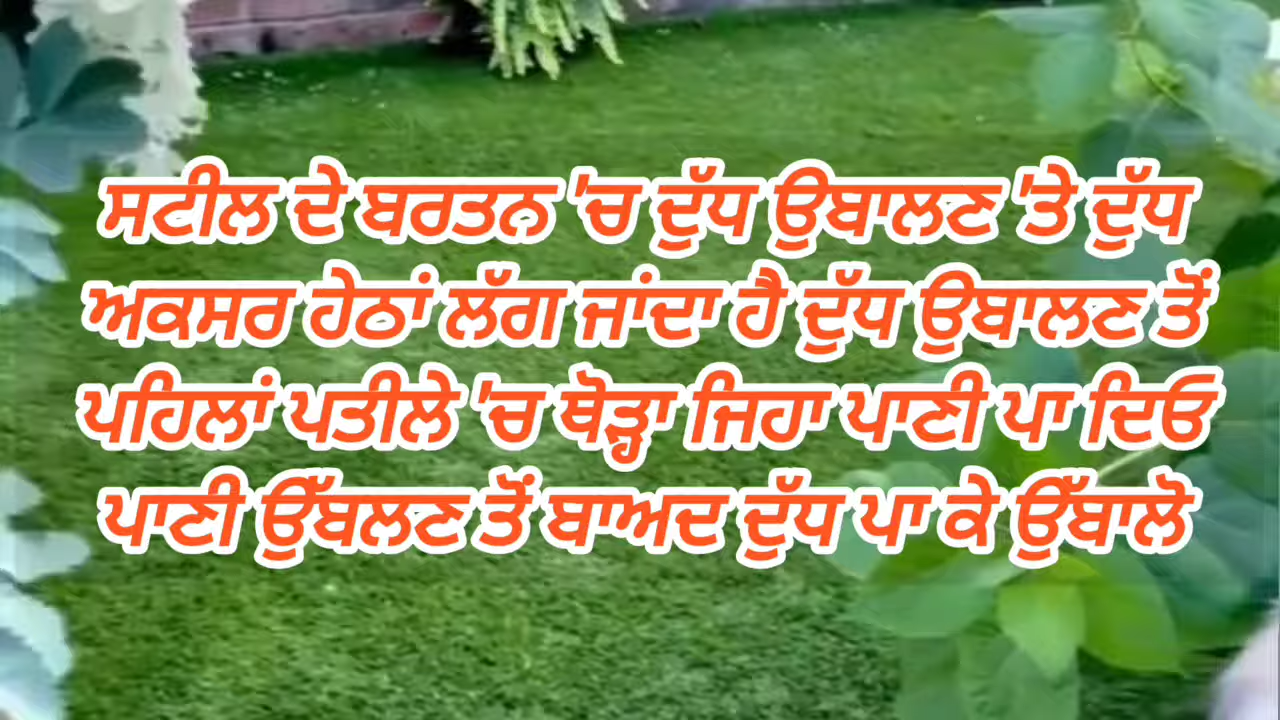 ਸਟੀਲ ਦੇ ਬਰਤਨ 'ਚ ਦੁੱਧ ਉਬਾਲਣ 'ਤੇ ਦੁੱਧ
ਅਕਸਰ ਹੇਠਾਂ ਲੱਗ ਜਾਂਦਾ ਹੈ ਦੁੱਧ ਉਬਾਲਣ ਤੋਂ
ਪਹਿਲਾਂ ਪਤੀਲੇ 'ਚ ਥੋੜ੍ਹਾ ਜਿਹਾ ਪਾਣੀ ਪਾ ਦਿਓ
ਪਾਣੀ ਉੱਬਲਣ ਤੋਂ ਬਾਅਦ ਦੁੱਧ ਪਾ ਕੇ ਉੱਬਾਲੋ